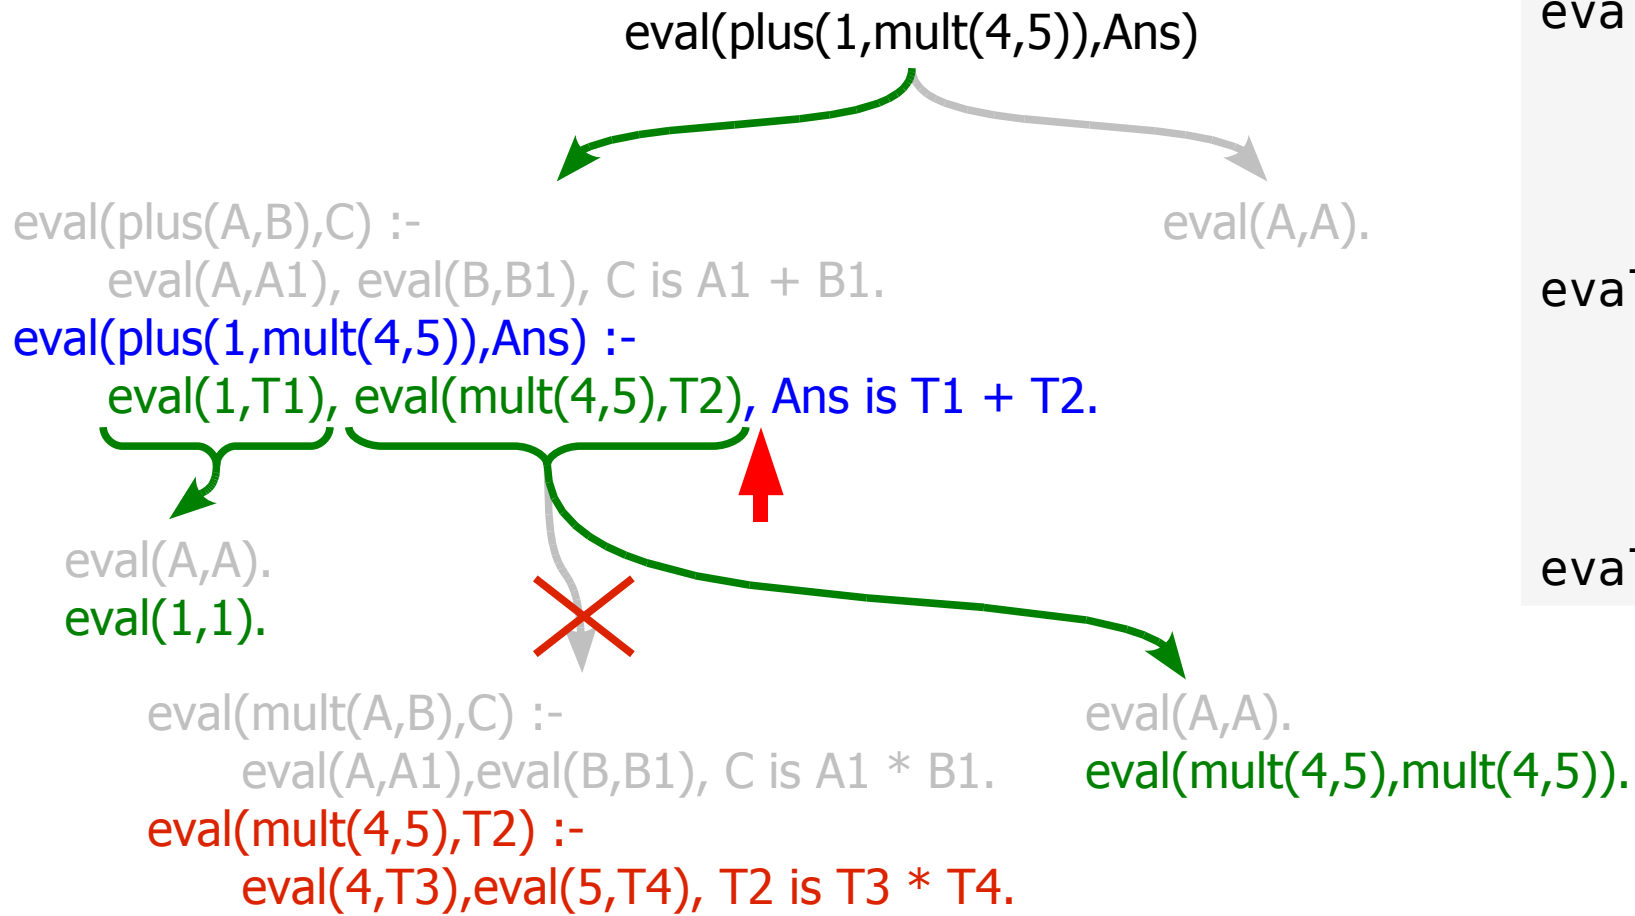 eval(plus(1,mult(4,5)),Ans)
eval(plus(A,B),C) :-
eval(A,A1), eval(B,B1), C is A1 + B1.
eval(plus(1,mult(4,5)),Ans) :-
eval(1,T1), eval(mult(4,5),T2), Ans is T1 + T2.
eval(A,A).
eval(A,A).
eval(1,1).
eval(mult(A,B),C) :-
eval(A,A1),eval(B,B1), C is A1 * B1.
eval(mult(4,5),T2) :-
eval(4,T3),eval(5,T4), T2 is T3 * T4.
eval(A,A).
eval(mult(4,5),mult(4,5)).